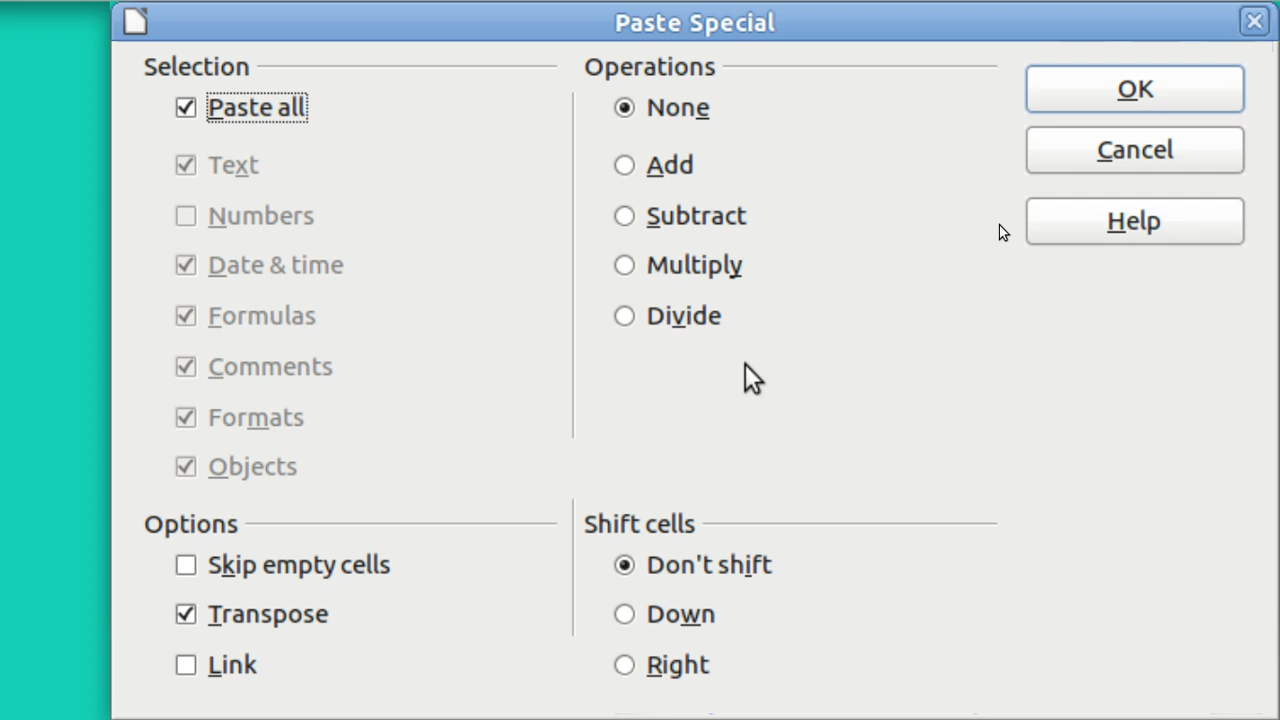 Paste Special
Selection
Paste all
Text
Numbers
Date & time
Formulas
Comments
Formats
Objects
Operations
None
Add
Subtract
Multiply
Divide
OK
Cancel
Help
Options
Skip empty cells
Transpose
Link
Shift cells
Don't shift
Down
Right